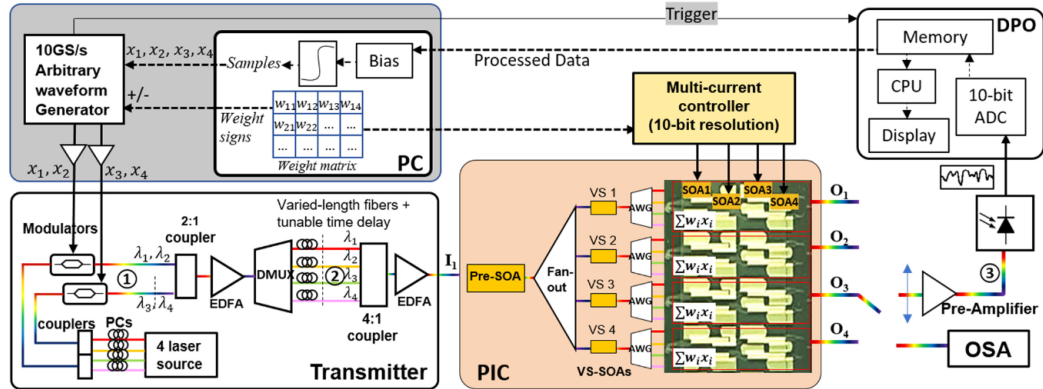 Trigger
10GS/s
Arbitrary
waveform
Generator
x₁, x₂, x₃, x₄
Samples
Bias
+/-
Weight
signs
w₁₁ w₁₂ w₁₃ w₁₄
w₂₁ w₂₂ ... ...
... ... ... ...
Weight matrix
PC
Processed Data
Multi-current
controller
(10-bit resolution)
DPO
Memory
CPU
10-bit
ADC
Display
x₁, x₂
x₃, x₄
Modulators
①
λ₁, λ₂
λ₃, λ₄
2:1
coupler
EDFA
DMUX
Varied-length fibers +
tunable time delay
②
λ₁
λ₂
λ₃
λ₄
4:1
coupler
EDFA
couplers
PCs
4 laser
source
Transmitter
I₁
Pre-SOA
Fan-
out
VS 1
VS 2
VS 3
VS 4
VS-SOAs
AWG
AWG
AWG
AWG
SOA1
SOA2
SOA3
SOA4
∑wᵢxᵢ
∑wᵢxᵢ
∑wᵢxᵢ
∑wᵢxᵢ
PIC
O₁
O₂
O₃
O₄
③
Pre-Amplifier
OSA